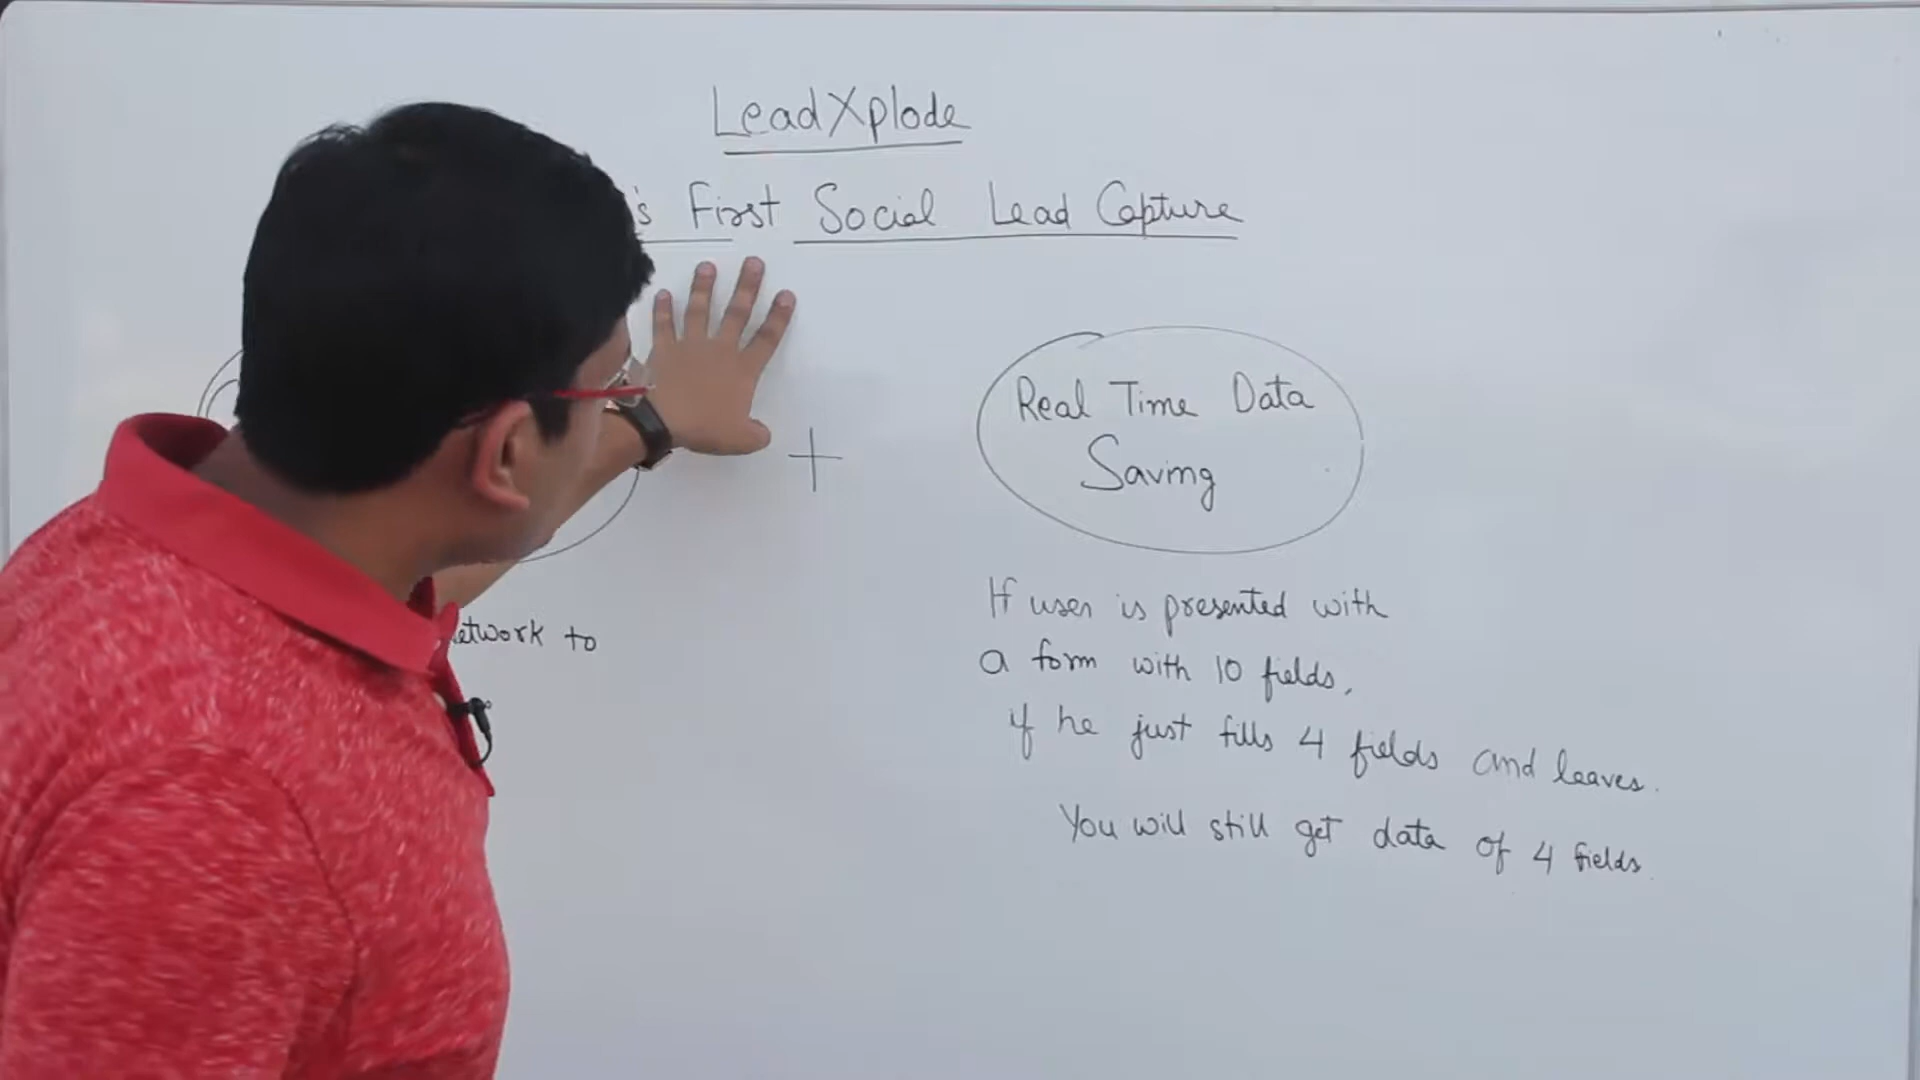 LeadXplode
's First Social Lead Capture
+
Real Time Data
Saving
to
If user is presented with
a form with 10 fields,
if he just fills 4 fields and leaves.
You will still get data of 4 fields.